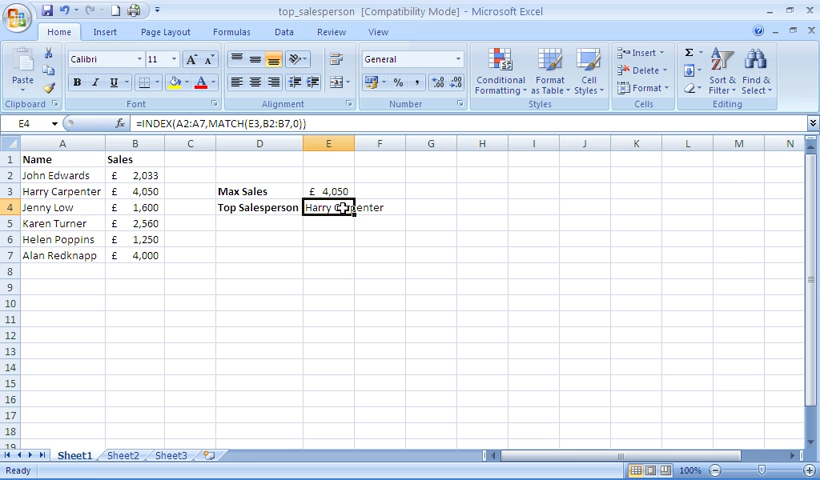 top_salesperson [Compatibility Mode] - Microsoft Excel
Home Insert Page Layout Formulas Data Review View
Paste
Calibri 11
B I U A A A
General
% ,
.0 .00 .00 .0
Conditional Formatting
Format as Table
Cell Styles
Insert
Delete
Format
Σ
Sort & Filter
Find & Select
Clipboard Font Alignment Number Styles Cells Editing
E4 fx =INDEX(A2:A7,MATCH(E3,B2:B7,0))
A B C D E F G H I J K L M N
1 Name Sales
2 John Edwards £ 2,033
3 Harry Carpenter £ 4,050 Max Sales £ 4,050
4 Jenny Low £ 1,600 Top Salesperson Harry Carpenter
5 Karen Turner £ 2,560
6 Helen Poppins £ 1,250
7 Alan Redknapp £ 4,000
8
9
10
11
12
13
14
15
16
17
18
19
Sheet1 Sheet2 Sheet3
Ready 100%